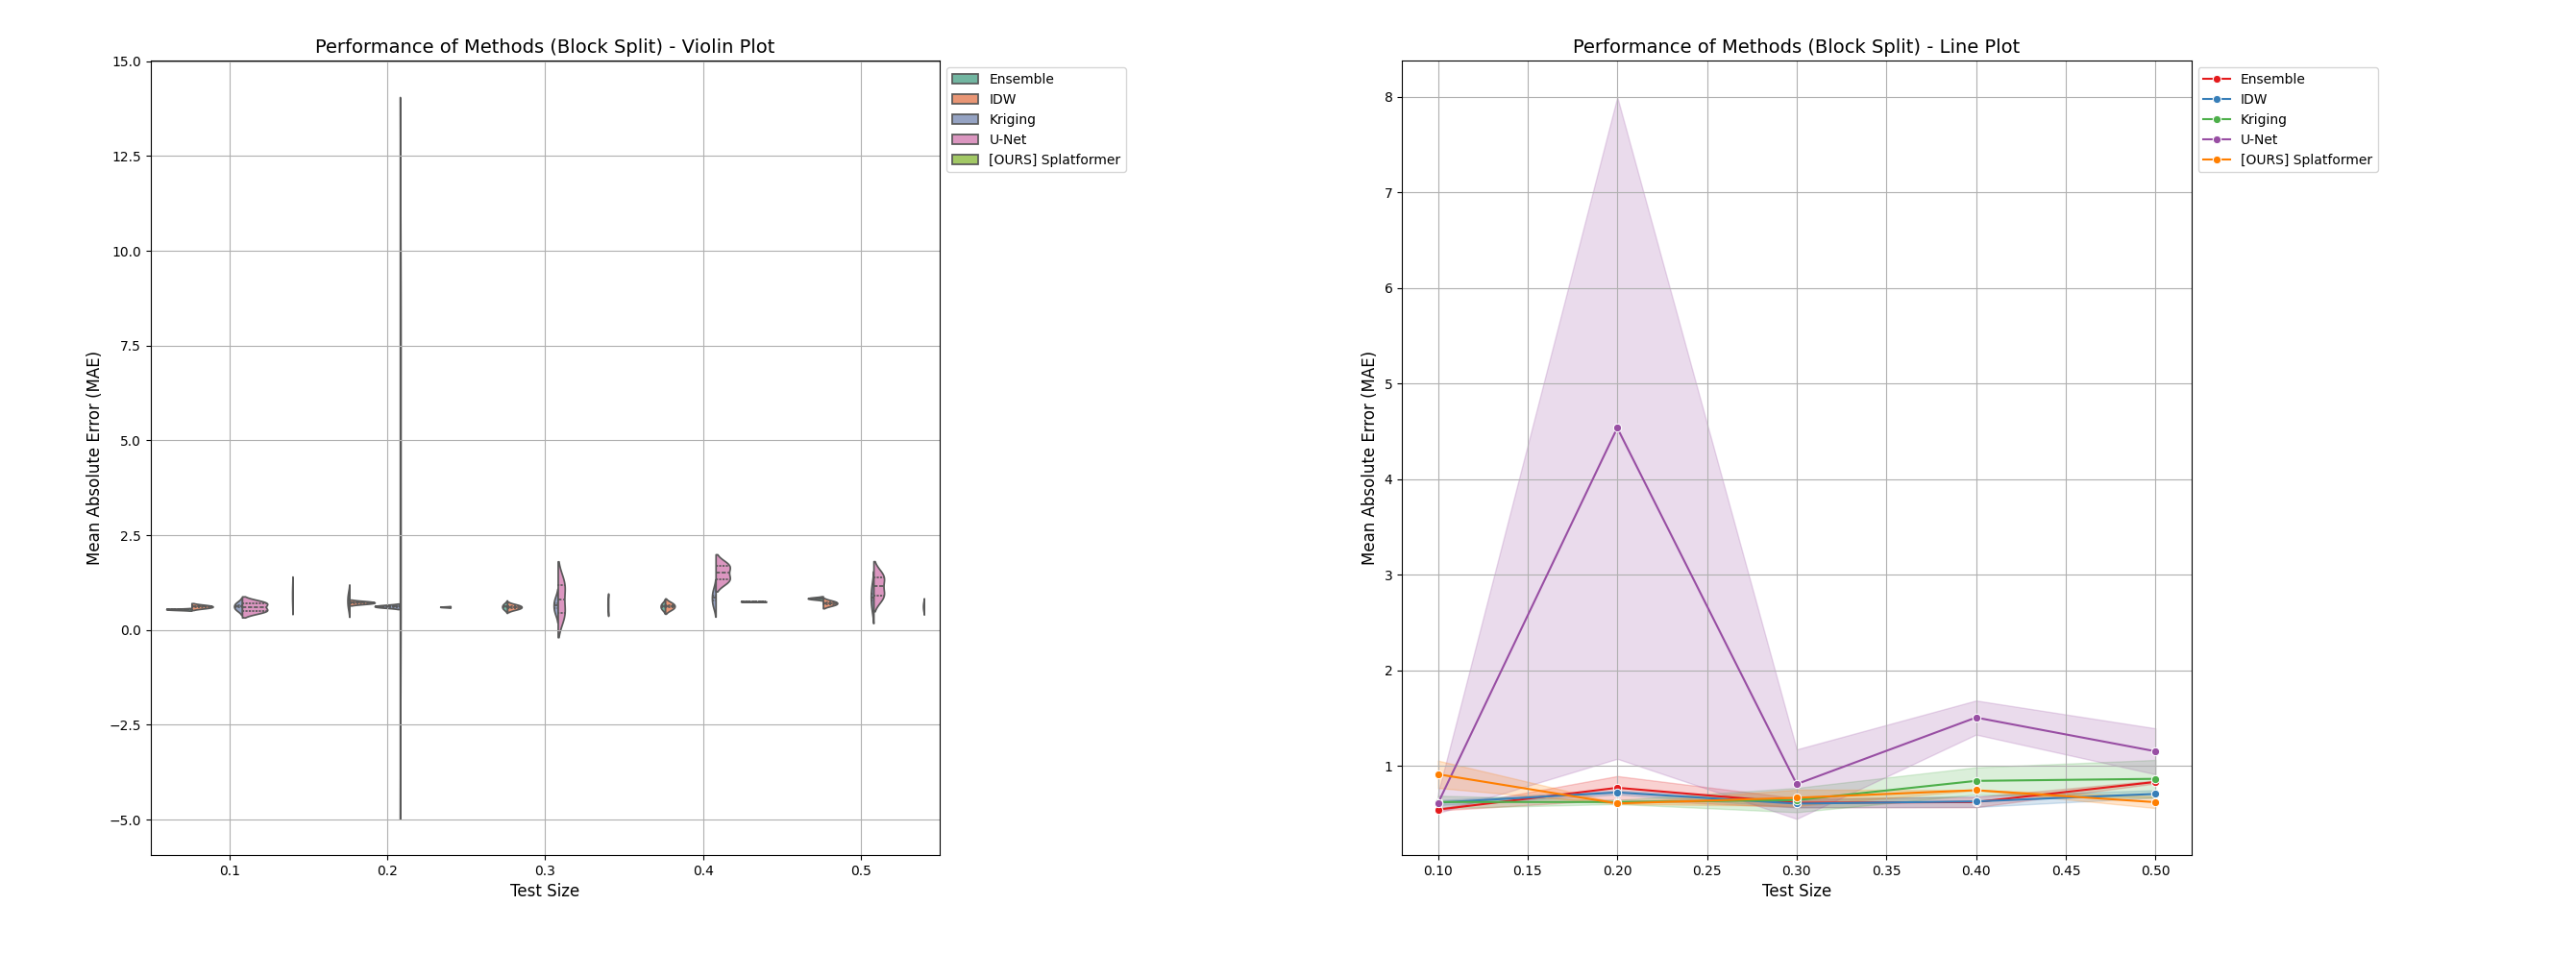 Performance of Methods (Block Split) - Violin Plot
15.0
12.5
10.0
7.5
5.0
2.5
0.0
−2.5
−5.0
Mean Absolute Error (MAE)
0.1 0.2 0.3 0.4 0.5
Test Size
Ensemble
IDW
Kriging
U-Net
[OURS] Splatformer
Performance of Methods (Block Split) - Line Plot
8
7
6
5
4
3
2
1
Mean Absolute Error (MAE)
0.10 0.15 0.20 0.25 0.30 0.35 0.40 0.45 0.50
Test Size
Ensemble
IDW
Kriging
U-Net
[OURS] Splatformer